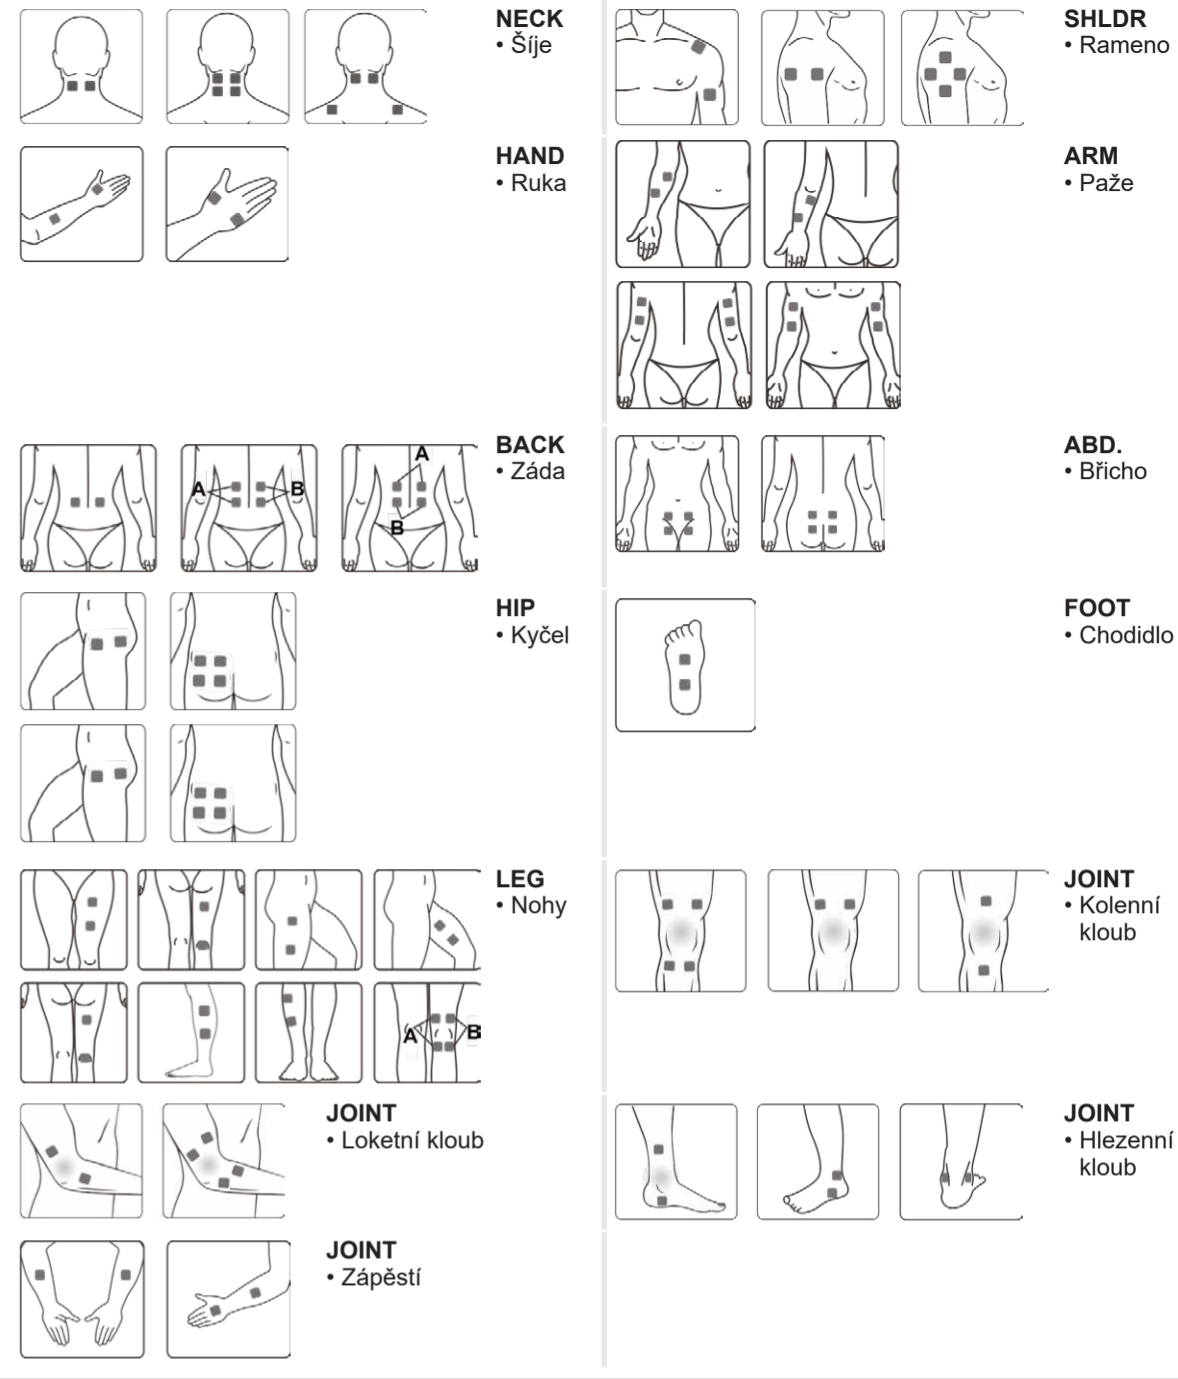 NECK
• Šíje
SHLDR
• Rameno
HAND
• Ruka
ARM
• Paže
BACK
• Záda
A
B
A
B
ABD.
• Břicho
HIP
• Kyčel
FOOT
• Chodidlo
LEG
• Nohy
A
B
JOINT
• Kolenní
kloub
JOINT
• Loketní kloub
JOINT
• Hlezenní
kloub
JOINT
• Zápěstí